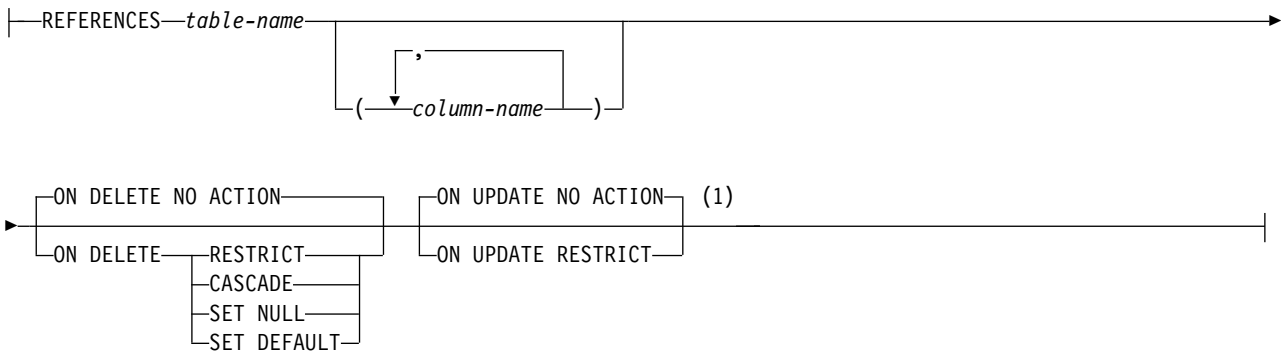 REFERENCES table-name
,
( column-name )
ON DELETE NO ACTION ON UPDATE NO ACTION (1)
ON DELETE RESTRICT ON UPDATE RESTRICT
CASCADE
SET NULL
SET DEFAULT